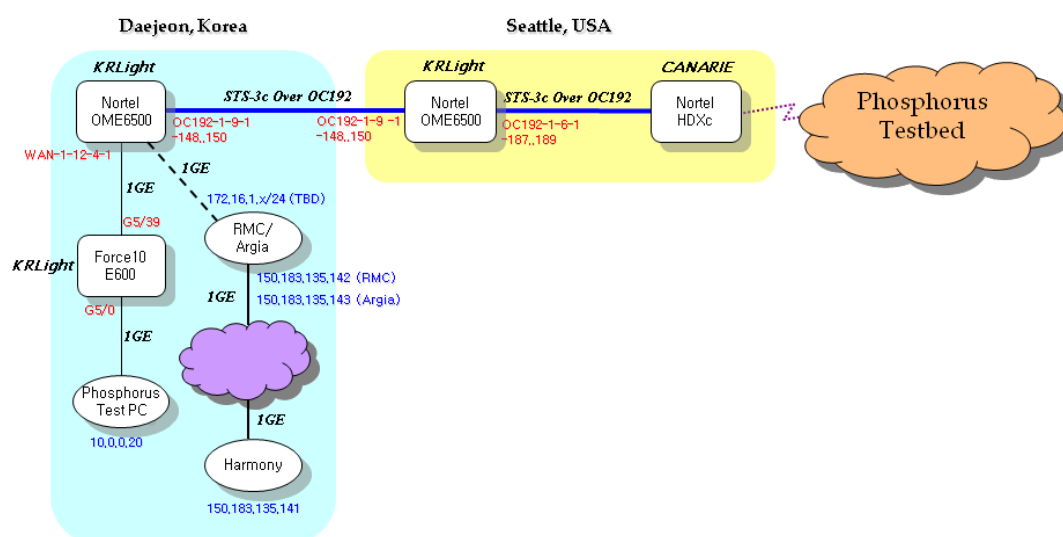 Daejeon, Korea
Seattle, USA
KRLight
KRLight
CANARIE
Nortel
OME6500
STS-3c Over OC192
Nortel
OME6500
STS-3c Over OC192
Nortel
HDXc
Phosphorus
Testbed
OC192-1-9-1
-148,,150
OC192-1-9 -1
-148,,150
OC192-1-6-1
-187,,189
WAN-1-12-4-1
1GE
1GE
172,16,1,x/24 (TBD)
G5/39
RMC/
Argia
KRLight
Force10
E600
150,183,135,142 (RMC)
150,183,135,143 (Argia)
1GE
G5/0
1GE
Phosphorus
Test PC
10,0,0,20
1GE
Harmony
150,183,135,141